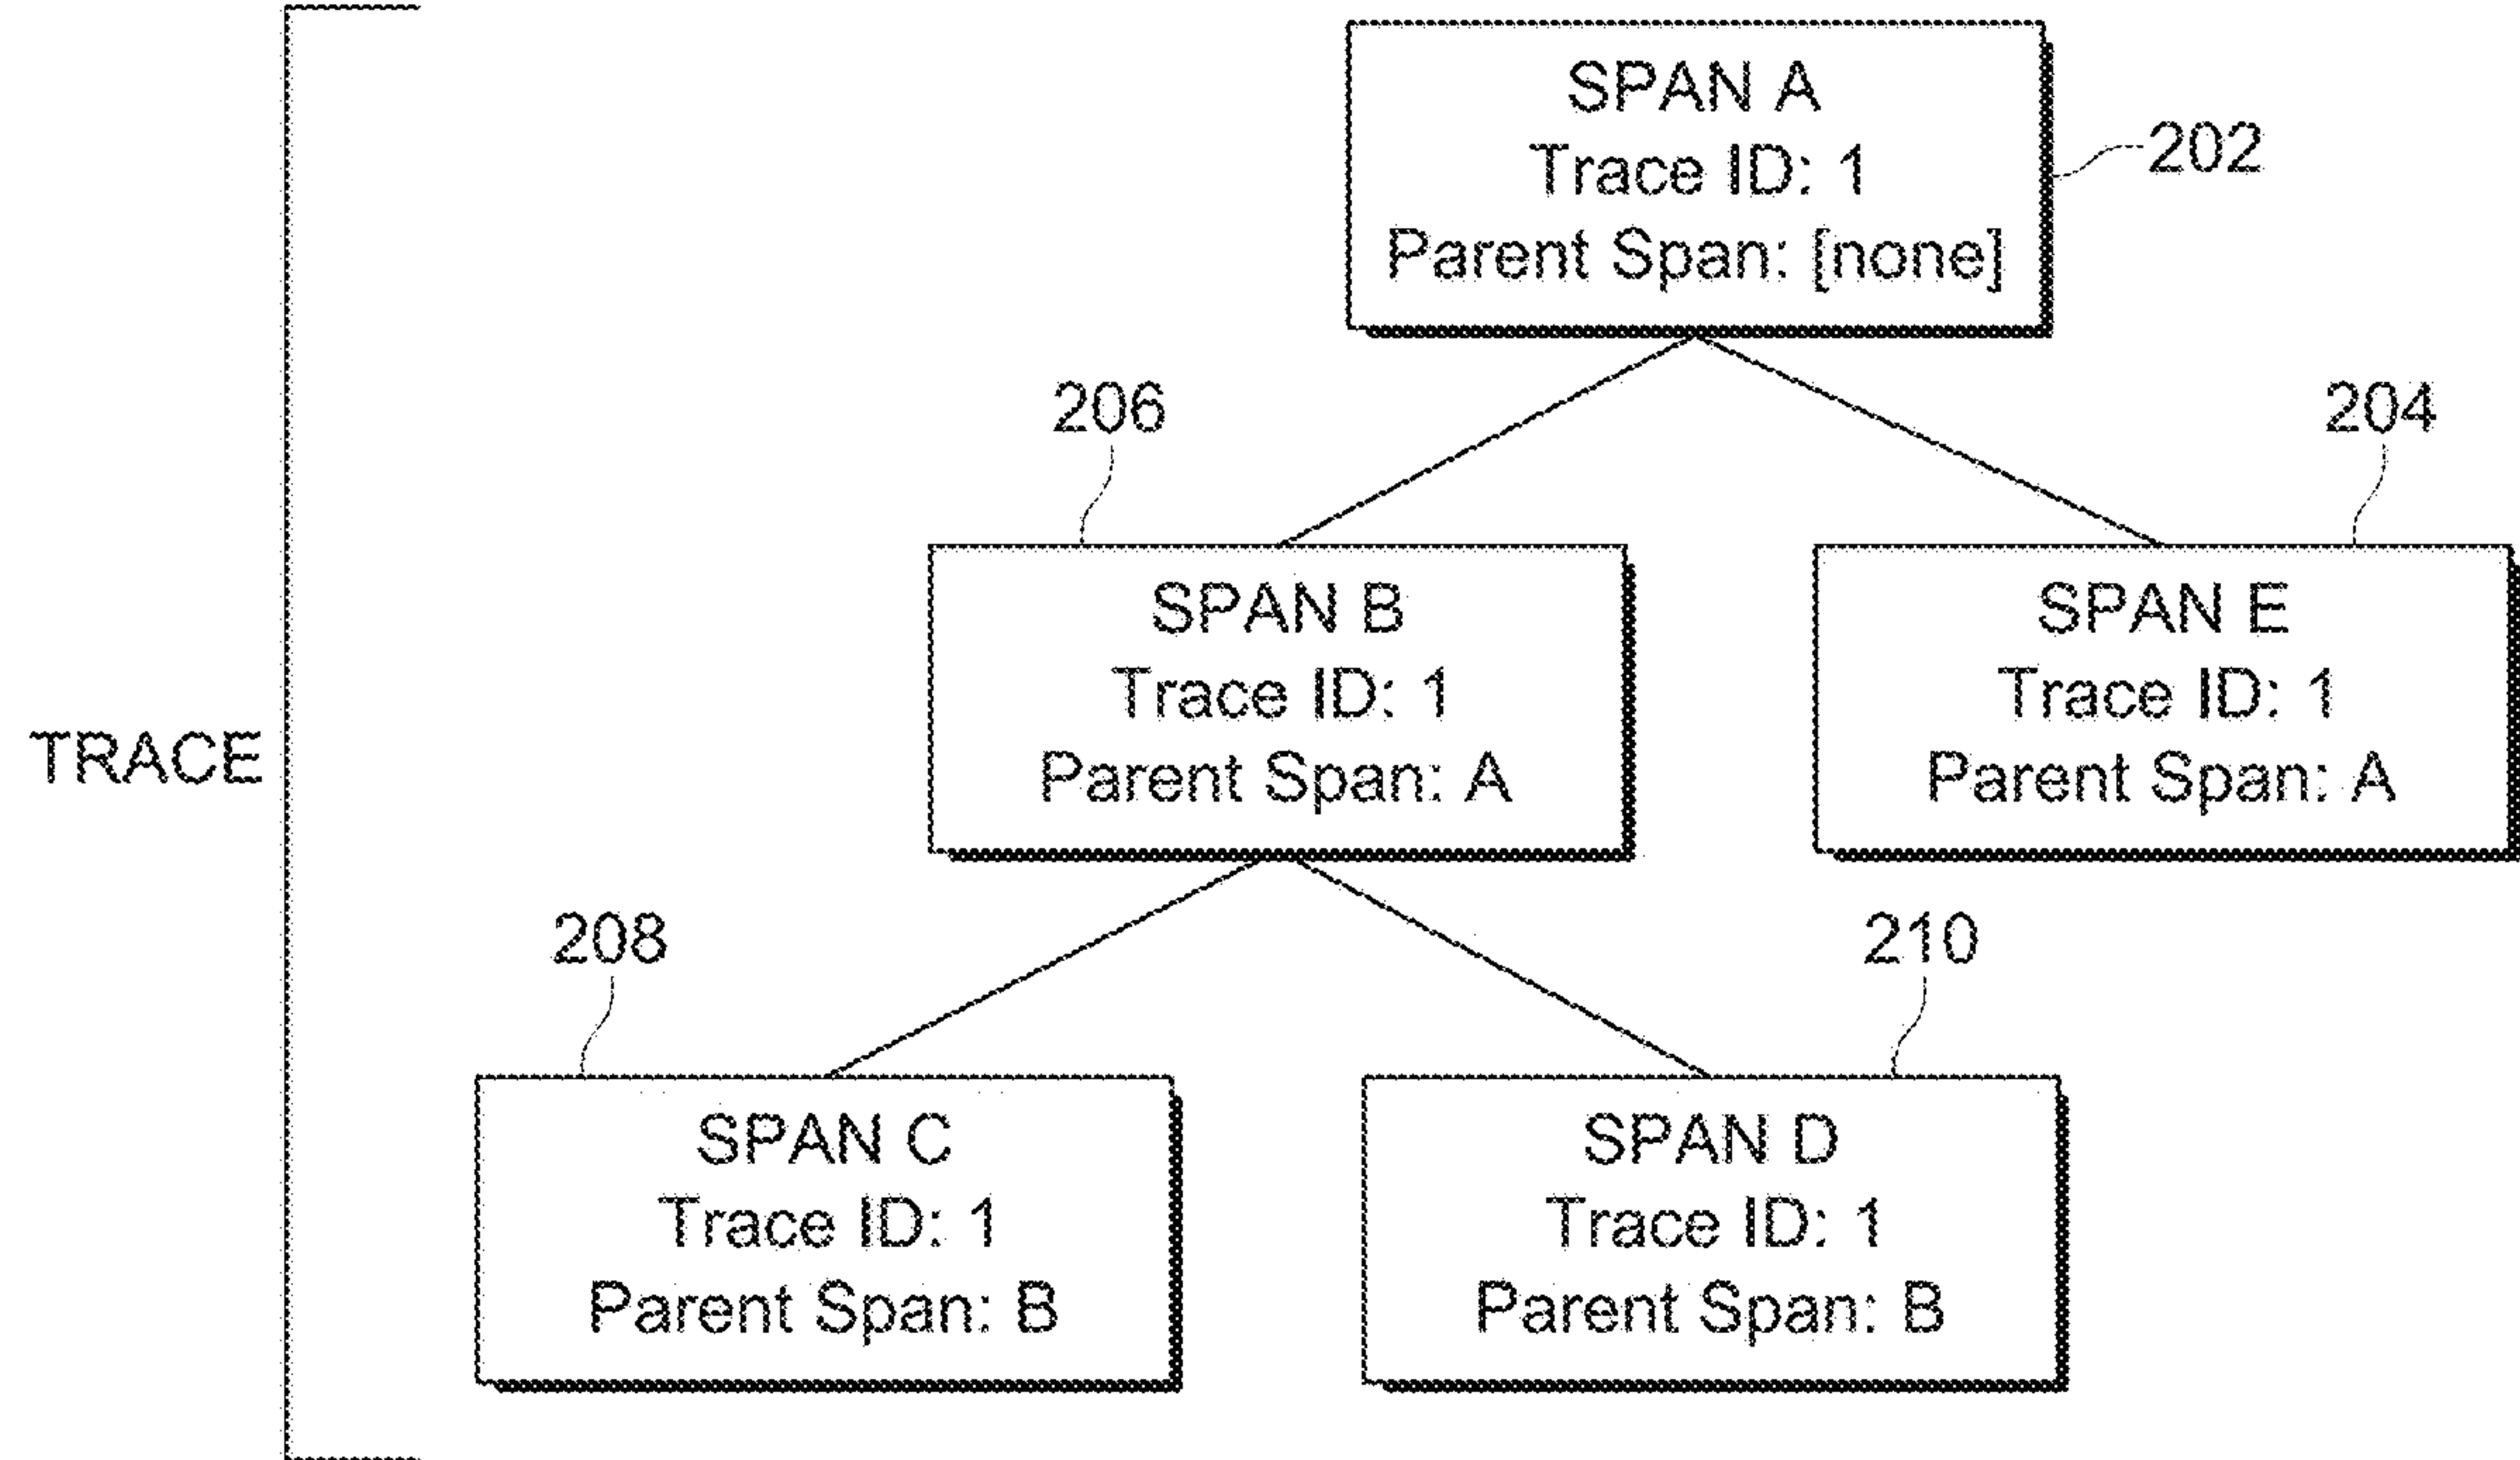 SPAN A
Trace ID: 1
Parent Span: [none]
202
206
204
SPAN B
Trace ID: 1
Parent Span: A
SPAN E
Trace ID: 1
Parent Span: A
TRACE
208
210
SPAN C
Trace ID: 1
Parent Span: B
SPAN D
Trace ID: 1
Parent Span: B